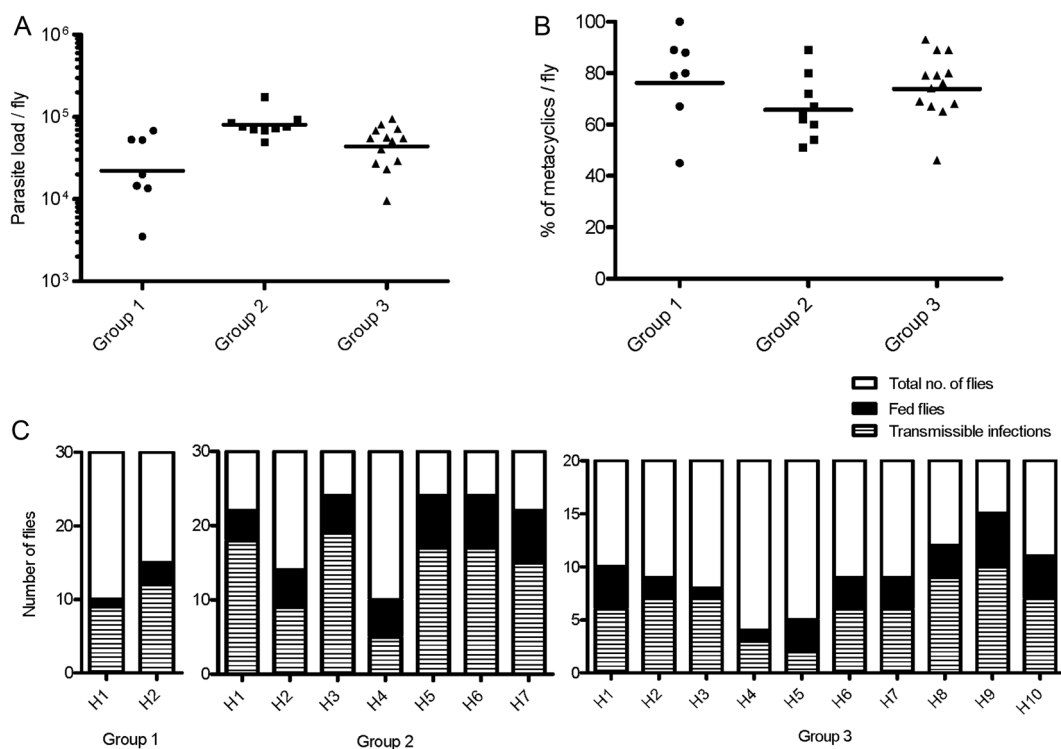 A
Parasite load / fly
10⁶
10⁵
10⁴
10³
Group 1
Group 2
Group 3
B
% of metacyclics / fly
100
80
60
40
20
0
Group 1
Group 2
Group 3
Total no. of flies
Fed flies
Transmissible infections
C
Number of flies
30
20
10
0
H1
H2
Group 1
30
20
10
0
H1
H2
H3
H4
H5
H6
H7
Group 2
20
15
10
5
0
H1
H2
H3
H4
H5
H6
H7
H8
H9
H10
Group 3